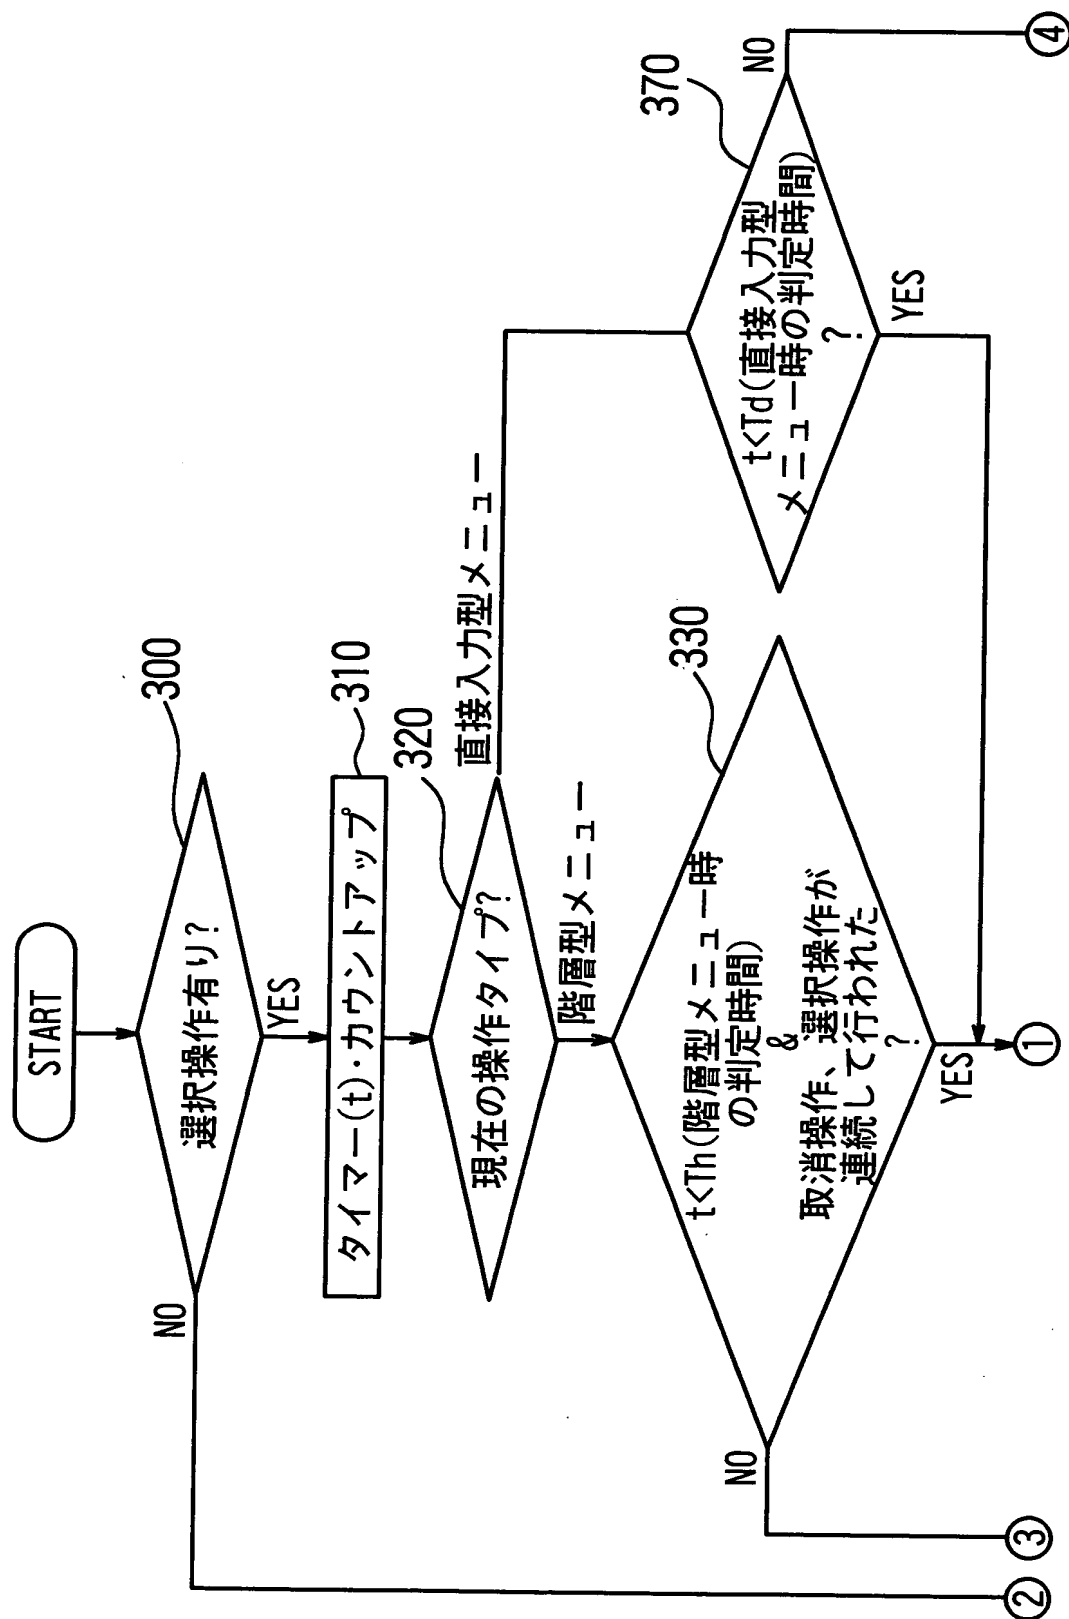 START
選択操作有り?
300
NO
YES
タイマー(t)・カウントアップ
310
現在の操作タイプ?
320
直接入力型メニュー
階層型メニュー
t<Th(階層型メニュー時
の判定時間)
&
取消操作、選択操作が
連続して行われた
?
330
NO
YES
t<Td(直接入力型
メニュー時の判定時間)
?
370
NO
YES
②
③
①
④